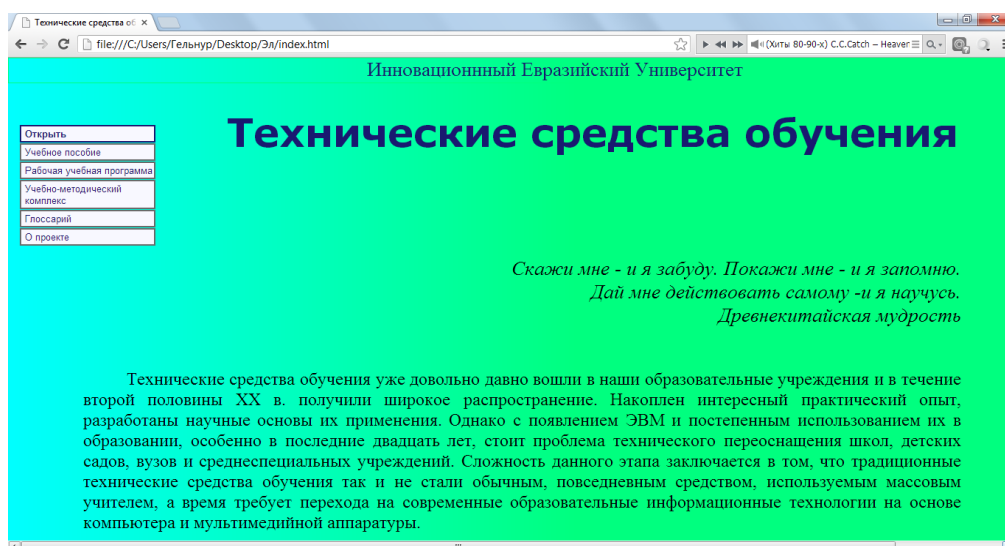 Технические средства об
file:///C:/Users/Гельнур/Desktop/Эл/index.html
(Хиты 80-90-х) C.C.Catch – Heaven
Инновационнный Евразийский Университет
Технические средства обучения
Открыть
Учебное пособие
Рабочая учебная программа
Учебно-методический
комплекс
Глоссарий
О проекте
Скажи мне - и я забуду. Покажи мне - и я запомню.
Дай мне действовать самому -и я научусь.
Древнекитайская мудрость
Технические средства обучения уже довольно давно вошли в наши образовательные учреждения и в течение
второй половины XX в. получили широкое распространение. Накоплен интересный практический опыт,
разработаны научные основы их применения. Однако с появлением ЭВМ и постепенным использованием их в
образовании, особенно в последние двадцать лет, стоит проблема технического переоснащения школ, детских
садов, вузов и среднеспециальных учреждений. Сложность данного этапа заключается в том, что традиционные
технические средства обучения так и не стали обычным, повседневным средством, используемым массовым
учителем, а время требует перехода на современные образовательные информационные технологии на основе
компьютера и мультимедийной аппаратуры.